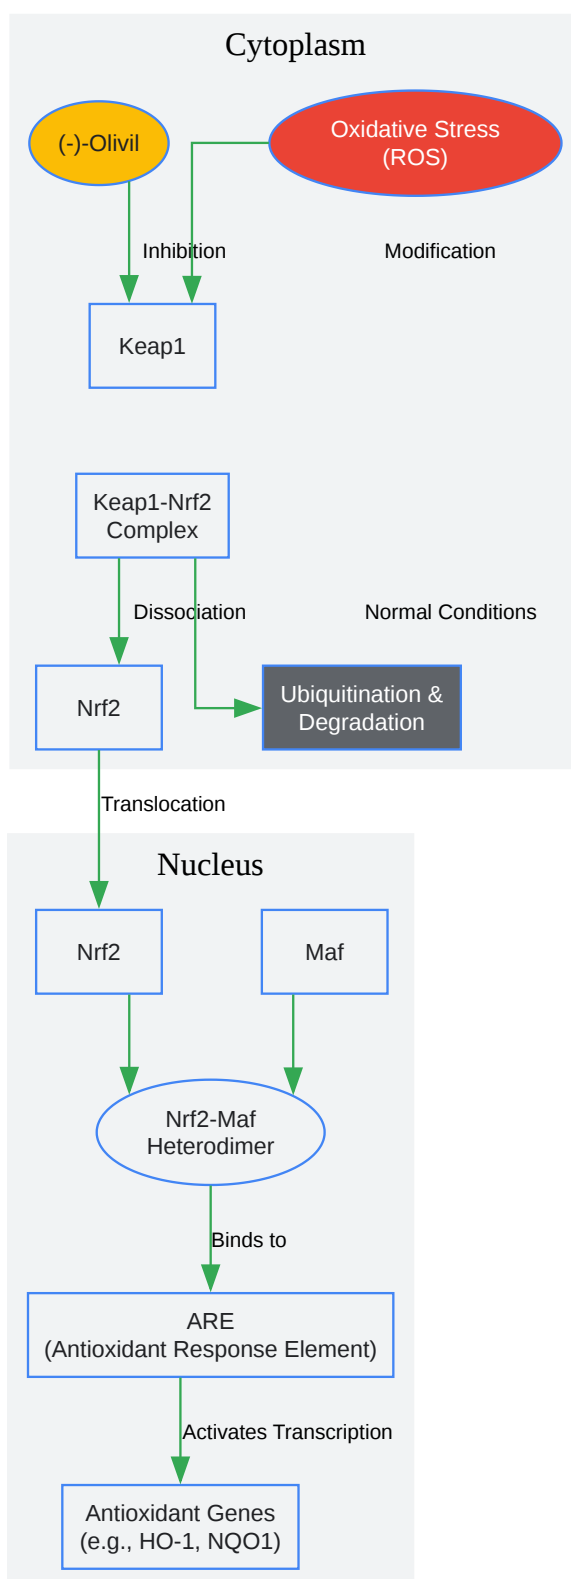 Cytoplasm
(-)-Olivil
Oxidative Stress
(ROS)
Inhibition
Modification
Keap1
Keap1-Nrf2
Complex
Dissociation
Normal Conditions
Nrf2
Ubiquitination &
Degradation
Translocation
Nucleus
Nrf2
Maf
Nrf2-Maf
Heterodimer
Binds to
ARE
(Antioxidant Response Element)
Activates Transcription
Antioxidant Genes
(e.g., HO-1, NQO1)